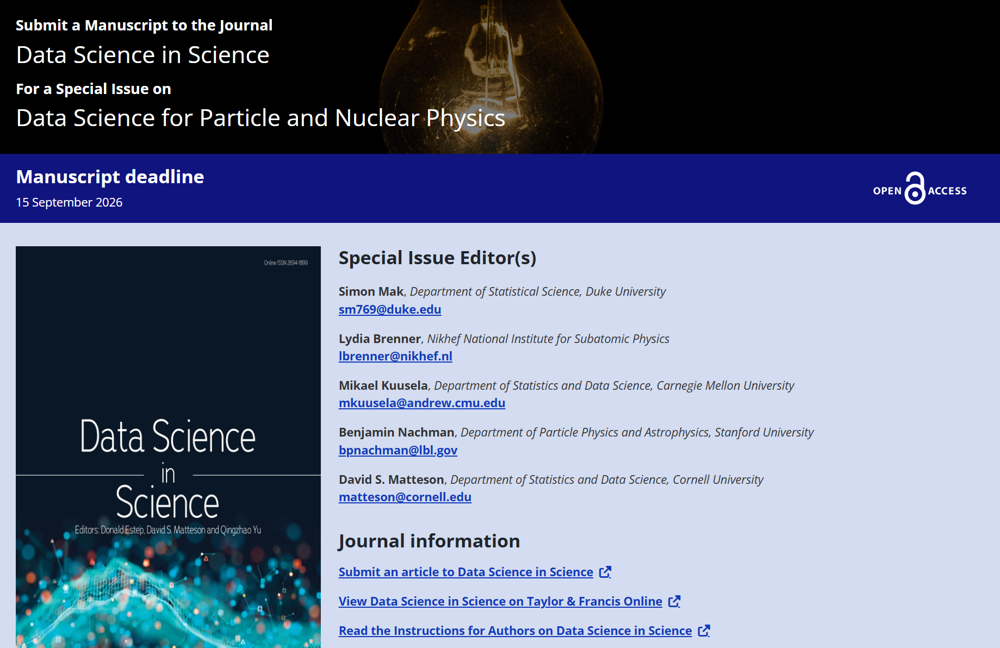 Submit a Manuscript to the Journal
Data Science in Science
For a Special Issue on
Data Science for Particle and Nuclear Physics
Manuscript deadline
15 September 2026
OPEN ACCESS
Online ISSN 2694-1899
Data Science
in
Science
Editors: Donald Estep, David S. Matteson and Qingzhao Yu
Special Issue Editor(s)
Simon Mak, Department of Statistical Science, Duke University
sm769@duke.edu
Lydia Brenner, Nikhef National Institute for Subatomic Physics
lbrenner@nikhef.nl
Mikael Kuusela, Department of Statistics and Data Science, Carnegie Mellon University
mkuusela@andrew.cmu.edu
Benjamin Nachman, Department of Particle Physics and Astrophysics, Stanford University
bpnachman@lbl.gov
David S. Matteson, Department of Statistics and Data Science, Cornell University
matteson@cornell.edu
Journal information
Submit an article to Data Science in Science
View Data Science in Science on Taylor & Francis Online
Read the Instructions for Authors on Data Science in Science